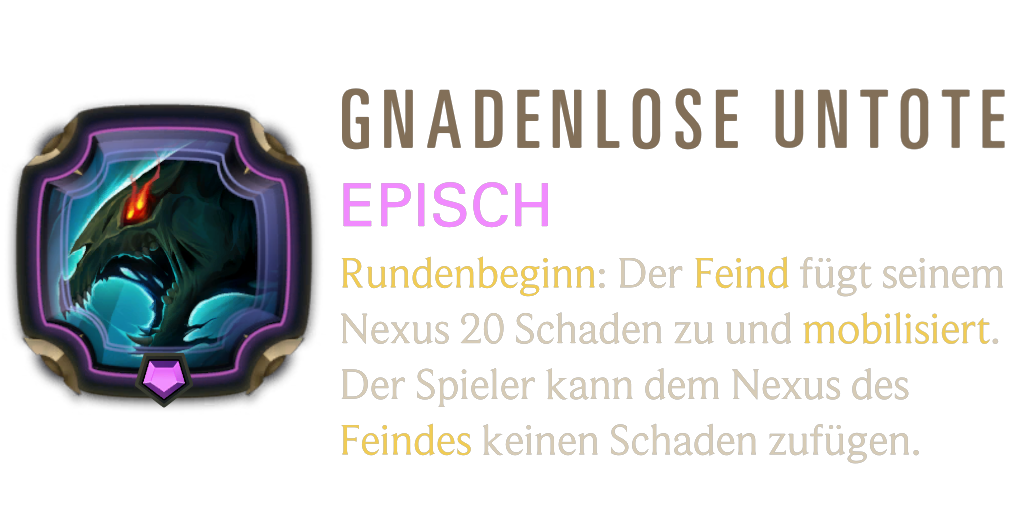 GNADENLOSE UNTOTE
EPISCH
Rundenbeginn: Der Feind fügt seinem
Nexus 20 Schaden zu und mobilisiert.
Der Spieler kann dem Nexus des
Feindes keinen Schaden zufügen.